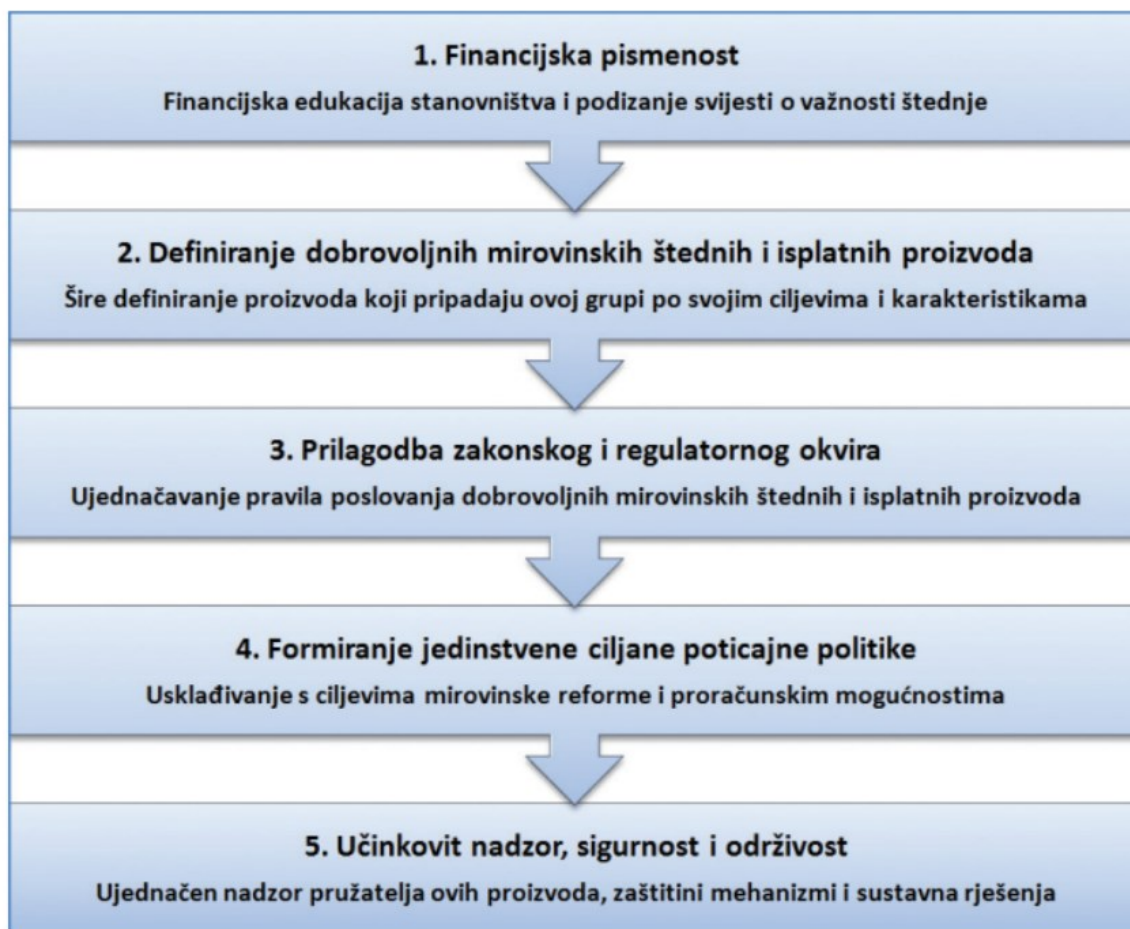 1. Financijska pismenost
Financijska edukacija stanovništva i podizanje svijesti o važnosti štednje
2. Definiranje dobrovoljnih mirovinskih štednih i isplatnih proizvoda
Šire definiranje proizvoda koji pripadaju ovoj grupi po svojim ciljevima i karakteristikama
3. Prilagodba zakonskog i regulatornog okvira
Ujednačavanje pravila poslovanja dobrovoljnih mirovinskih štednih i isplatnih proizvoda
4. Formiranje jedinstvene ciljane poticajne politike
Usklađivanje s ciljevima mirovinske reforme i proračunskim mogućnostima
5. Učinkovit nadzor, sigurnost i održivost
Ujednačen nadzor pružatelja ovih proizvoda, zaštitini mehanizmi i sustavna rješenja